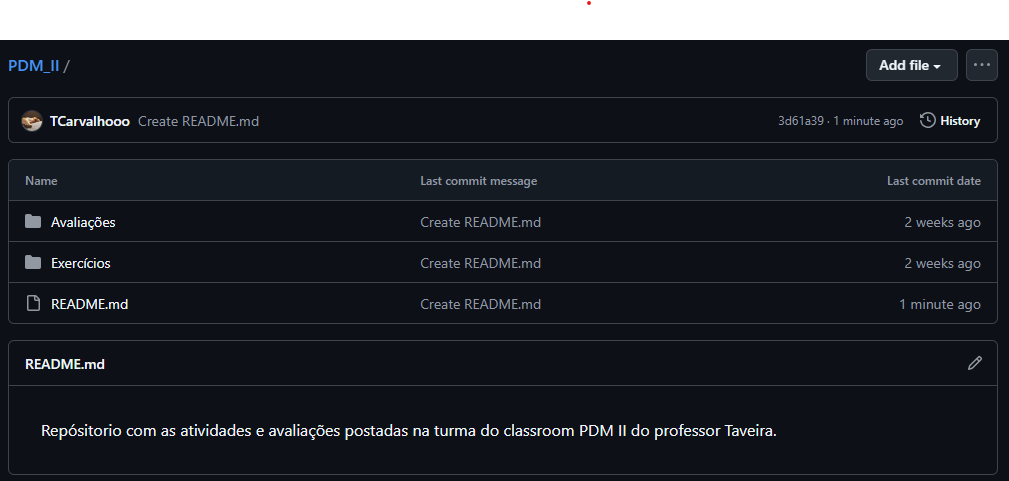 PDM_II /
Add file
TCarvalhooo Create README.md 3d61a39 · 1 minute ago History
Name Last commit message Last commit date
Avaliações Create README.md 2 weeks ago
Exercícios Create README.md 2 weeks ago
README.md Create README.md 1 minute ago
README.md
Repósitorio com as atividades e avaliações postadas na turma do classroom PDM II do professor Taveira.